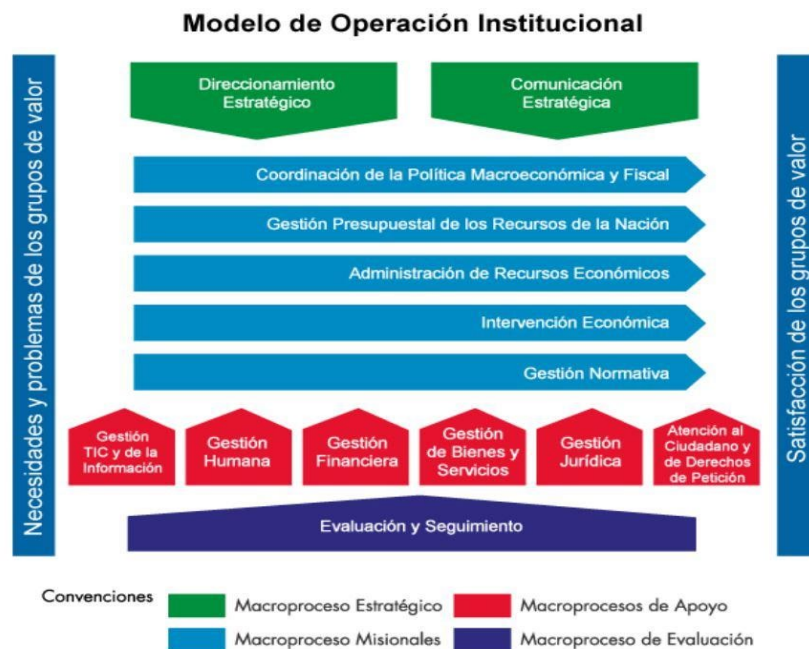 Modelo de Operación Institucional
Necesidades y problemas de los grupos de valor
Direccionamiento
Estratégico
Comunicación
Estratégica
Coordinación de la Política Macroeconómica y Fiscal
Gestión Presupuestal de los Recursos de la Nación
Administración de Recursos Económicos
Intervención Económica
Gestión Normativa
Gestión
TIC y de la
Información
Gestión
Humana
Gestión
Financiera
Gestión
de Bienes y
Servicios
Gestión
Jurídica
Atención al
Ciudadano y
de Derechos
de Petición
Evaluación y Seguimiento
Satisfacción de los grupos de valor
Convenciones
Macroproceso Estratégico
Macroprocesos de Apoyo
Macroproceso Misionales
Macroproceso de Evaluación